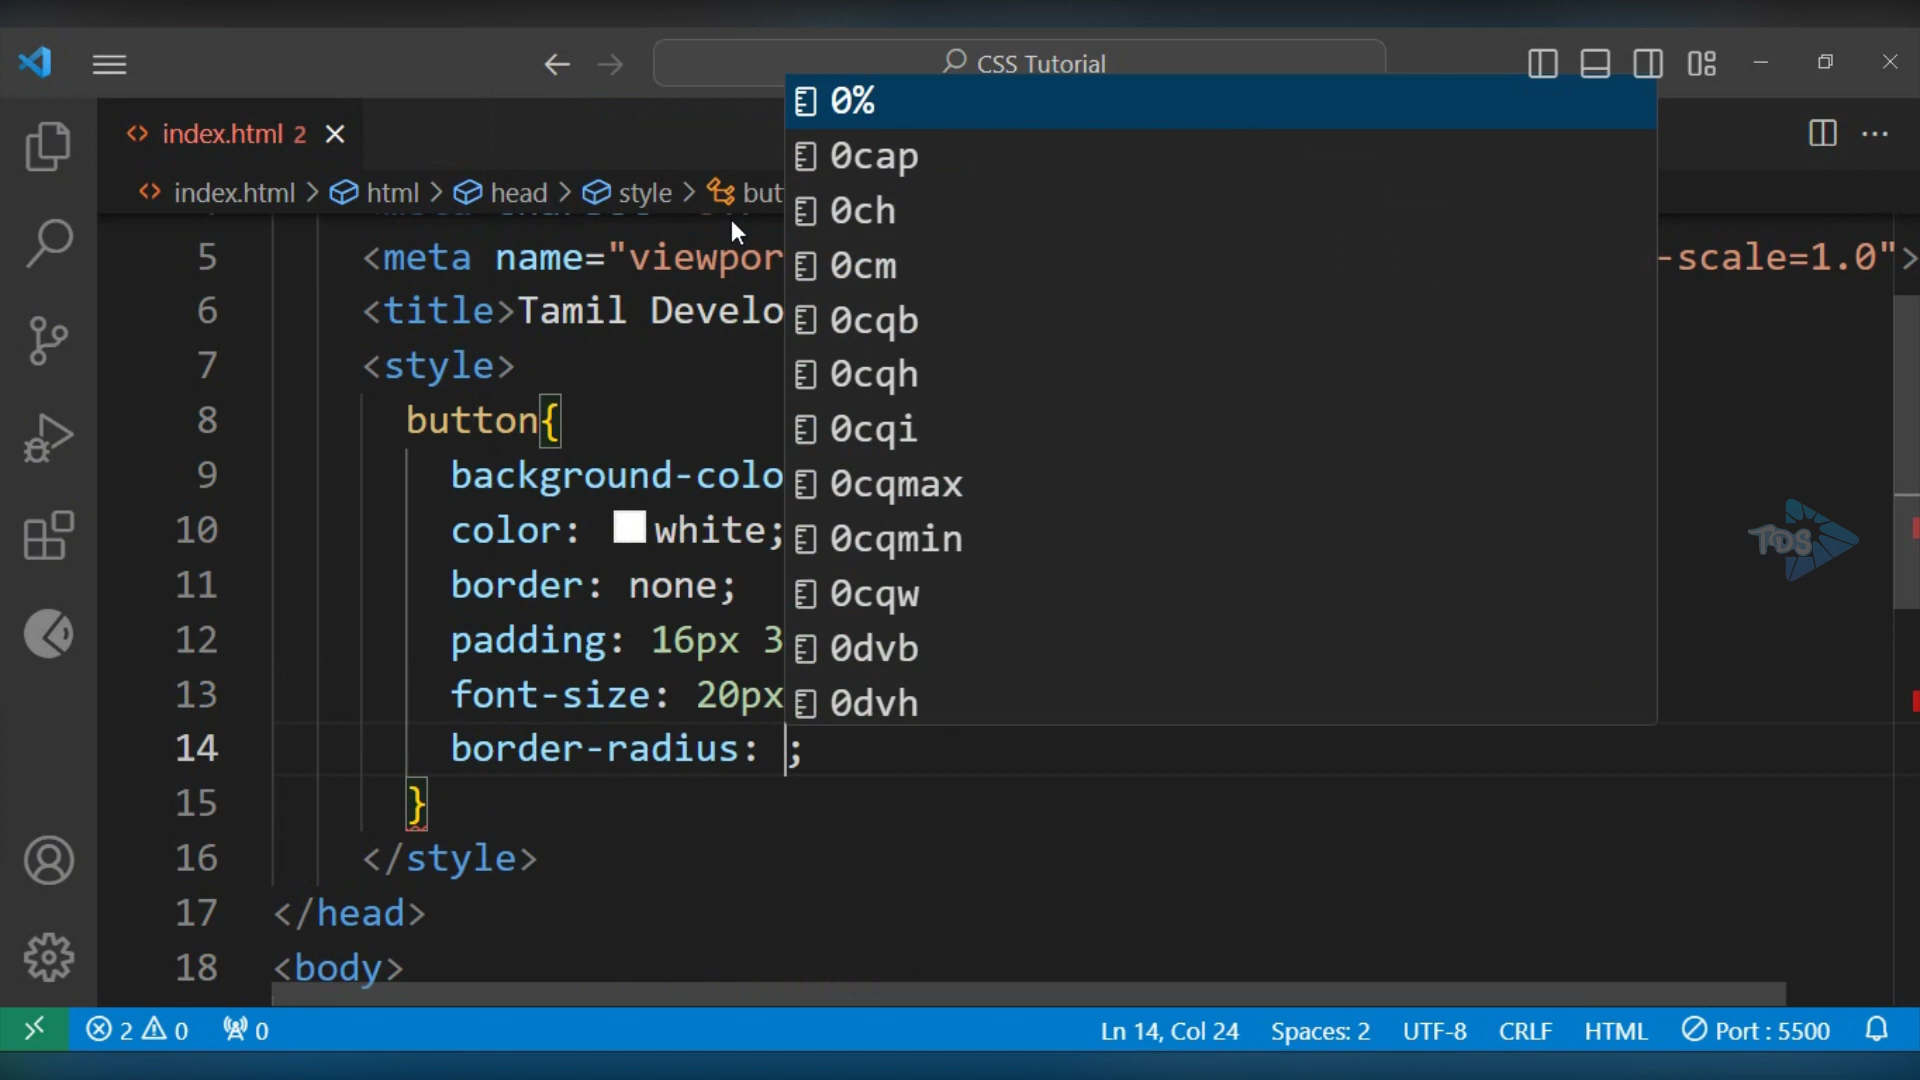 CSS Tutorial
index.html 2
index.html > html > head > style > but
5 <meta name="viewpor
-scale=1.0">
6 <title>Tamil Develo
7 <style>
8 button{
9 background-colo
10 color: white;
11 border: none;
12 padding: 16px 3
13 font-size: 20px
14 border-radius: ;
15 }
16 </style>
17 </head>
18 <body>
0%
0cap
0ch
0cm
0cqb
0cqh
0cqi
0cqmax
0cqmin
0cqw
0dvb
0dvh
TDS
2 0 0 Ln 14, Col 24 Spaces: 2 UTF-8 CRLF HTML Port : 5500